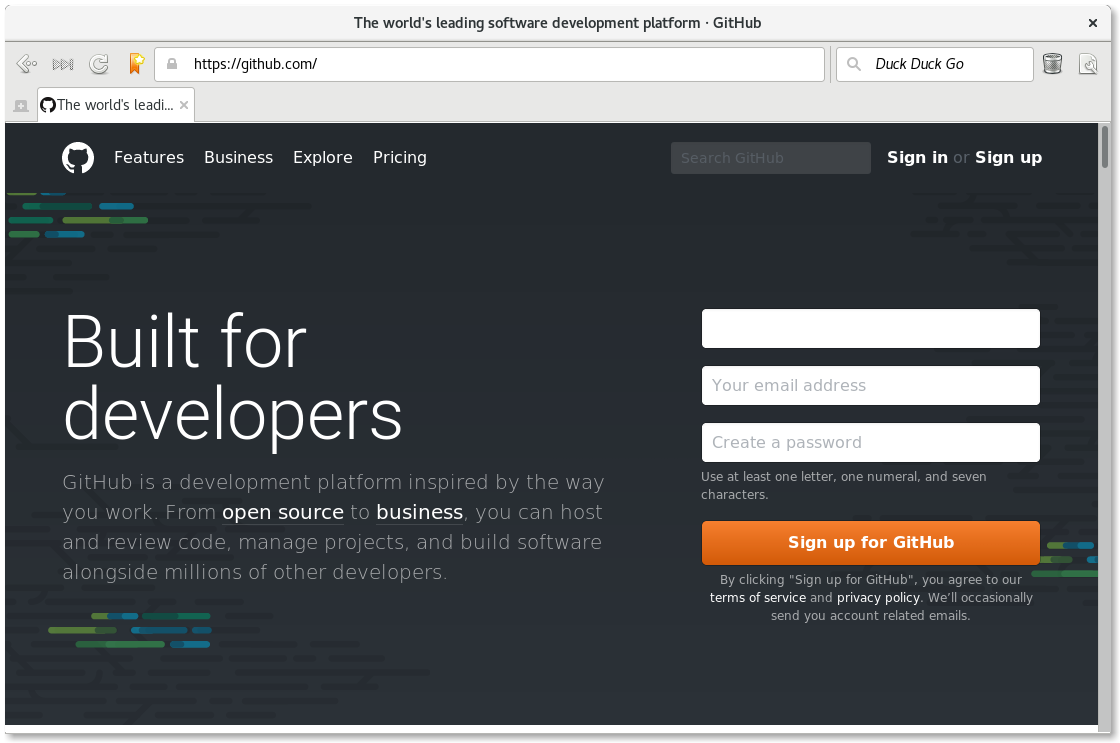 The world's leading software development platform · GitHub
https://github.com/
Duck Duck Go
The world's leadi...
Features Business Explore Pricing
Search GitHub
Sign in or Sign up
Built for
developers
GitHub is a development platform inspired by the way
you work. From open source to business, you can host
and review code, manage projects, and build software
alongside millions of other developers.
Your email address
Create a password
Use at least one letter, one numeral, and seven
characters.
Sign up for GitHub
By clicking "Sign up for GitHub", you agree to our
terms of service and privacy policy. We’ll occasionally
send you account related emails.